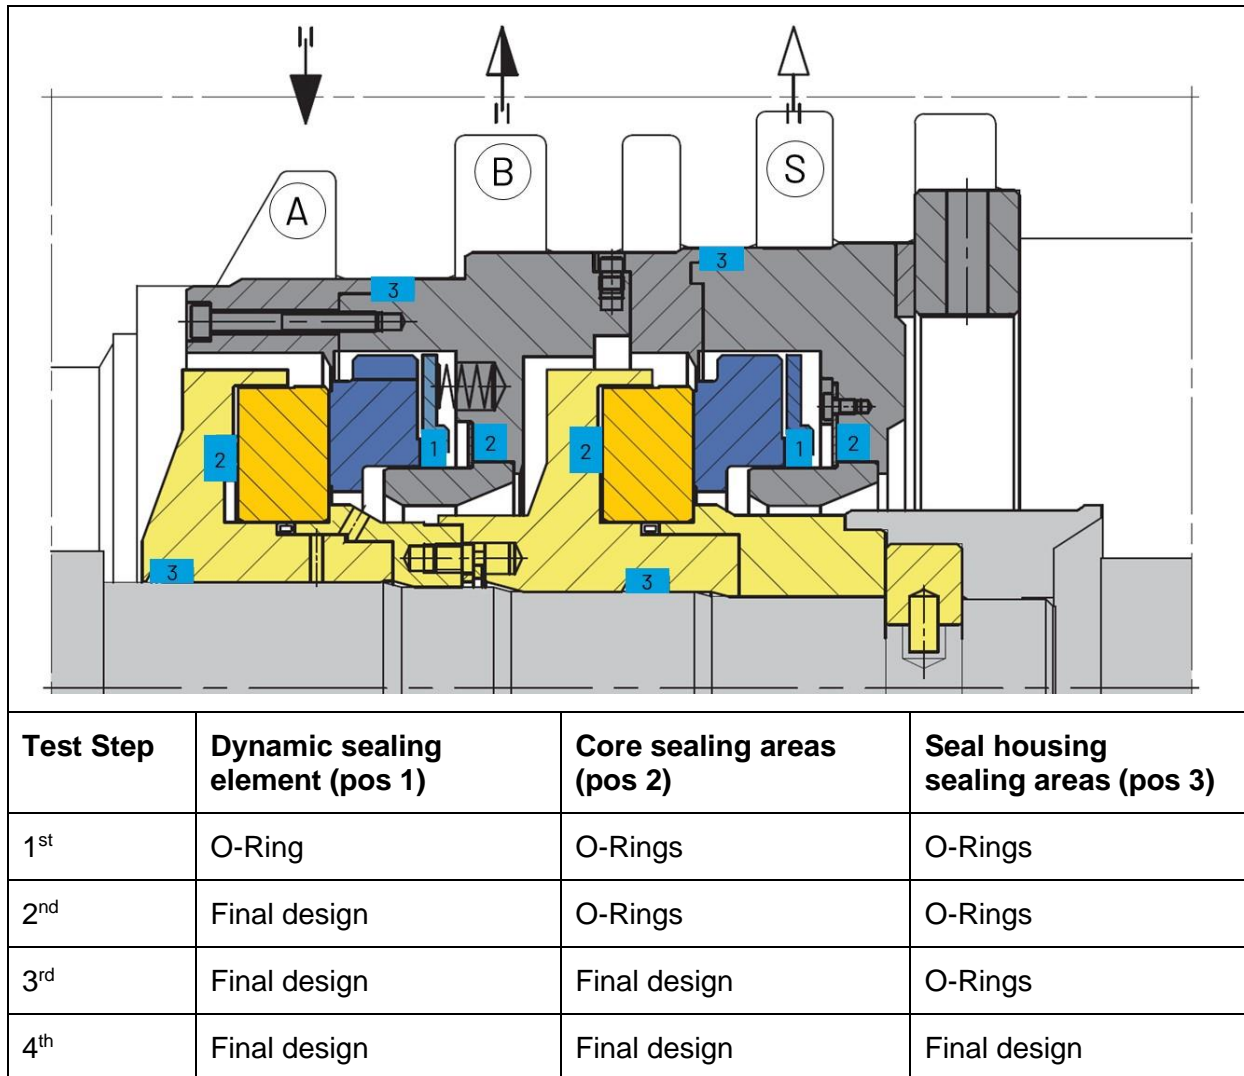 A
B
S
3
3
2
1
2
2
1
2
3
3
Test Step Dynamic sealing element (pos 1) Core sealing areas (pos 2) Seal housing sealing areas (pos 3)
1st O-Ring O-Rings O-Rings
2nd Final design O-Rings O-Rings
3rd Final design Final design O-Rings
4th Final design Final design Final design